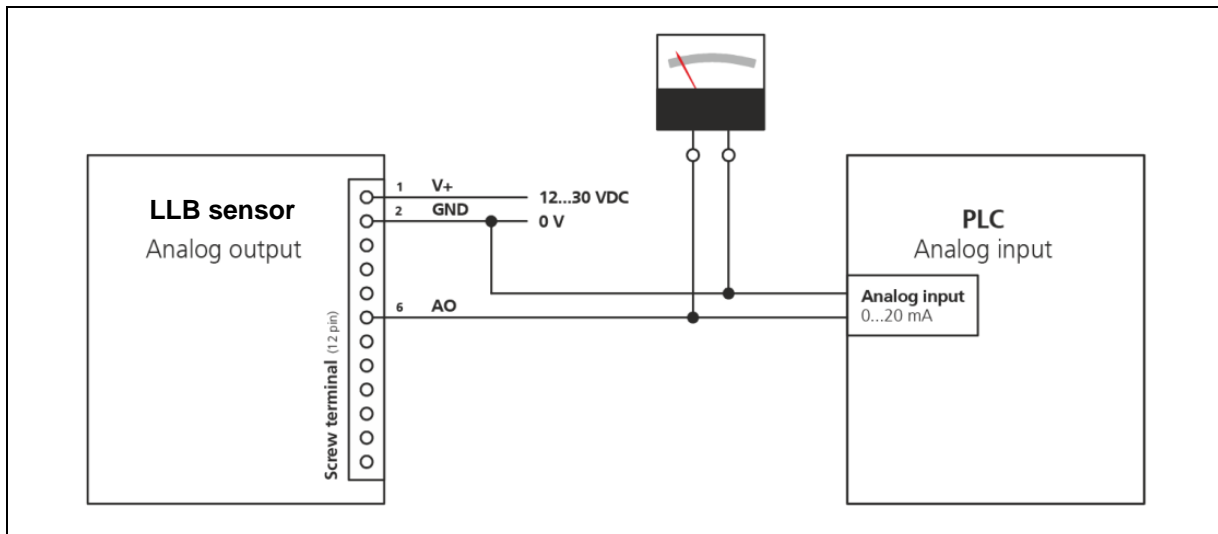 LLB sensor
Analog output
Screw terminal (12 pin)
1 V+
12...30 VDC
2 GND
0 V
6 AO
PLC
Analog input
Analog input
0...20 mA